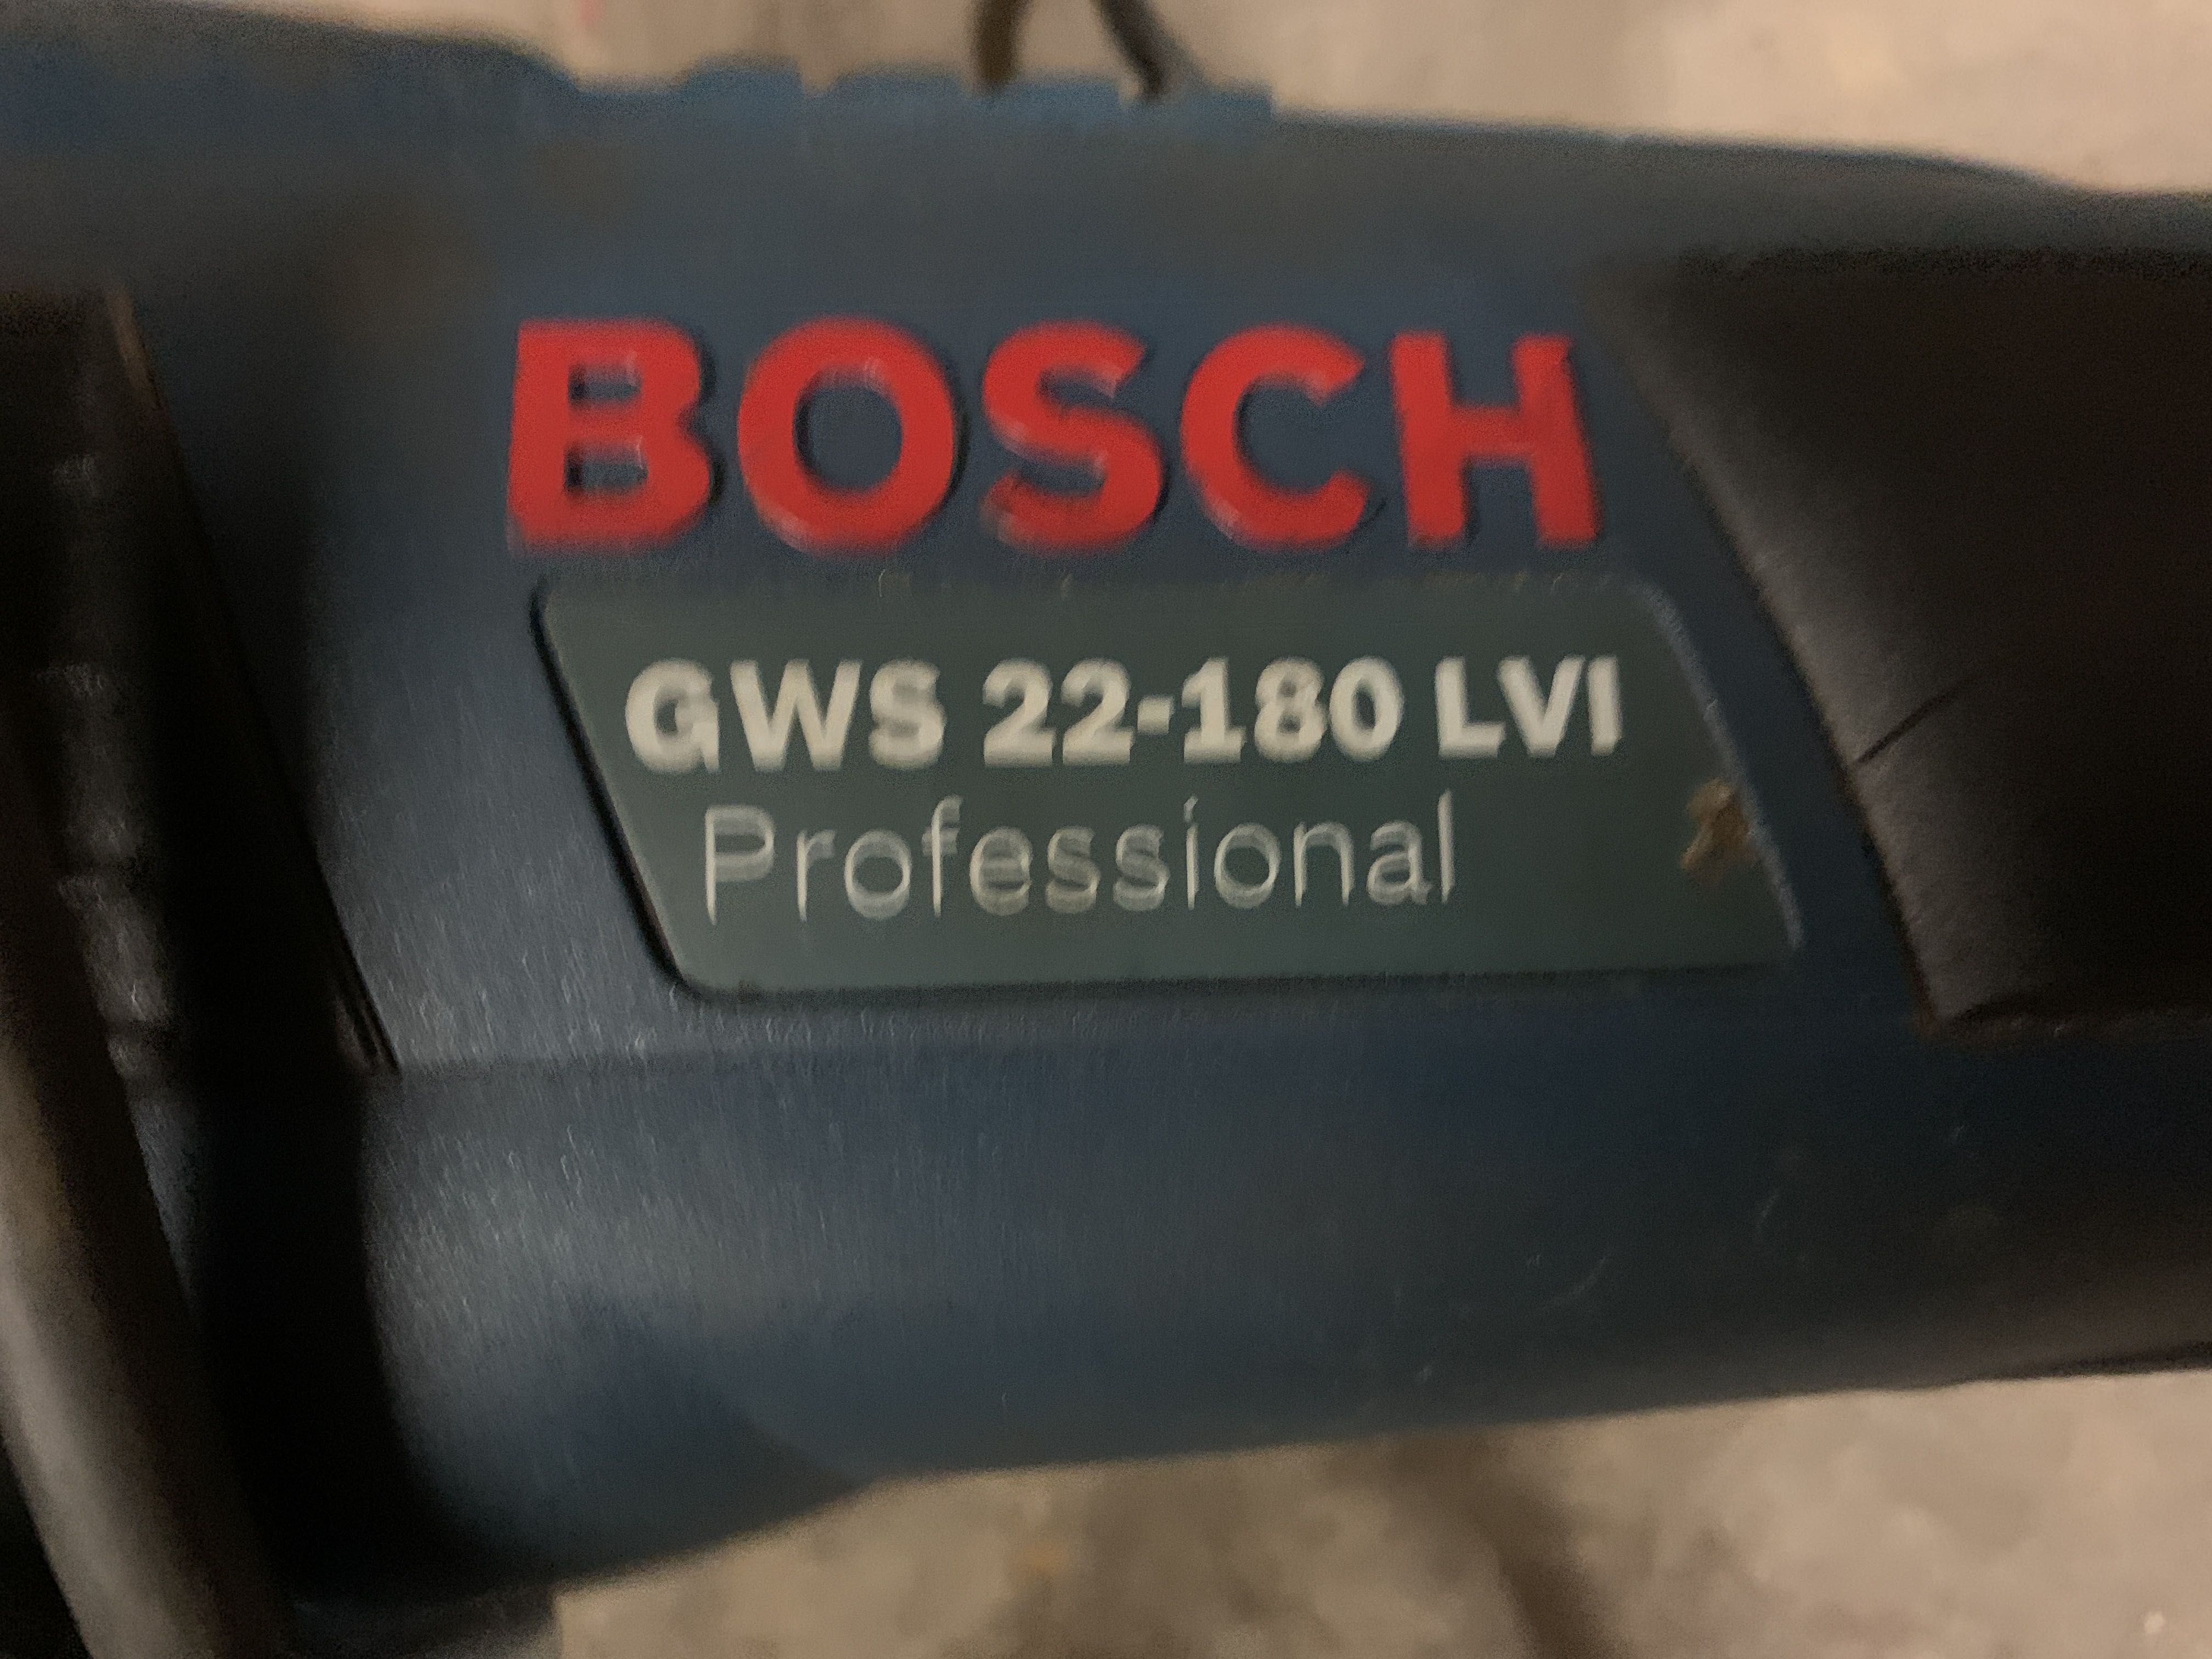 BOSCH
GWS 22-180 LVI
Professional